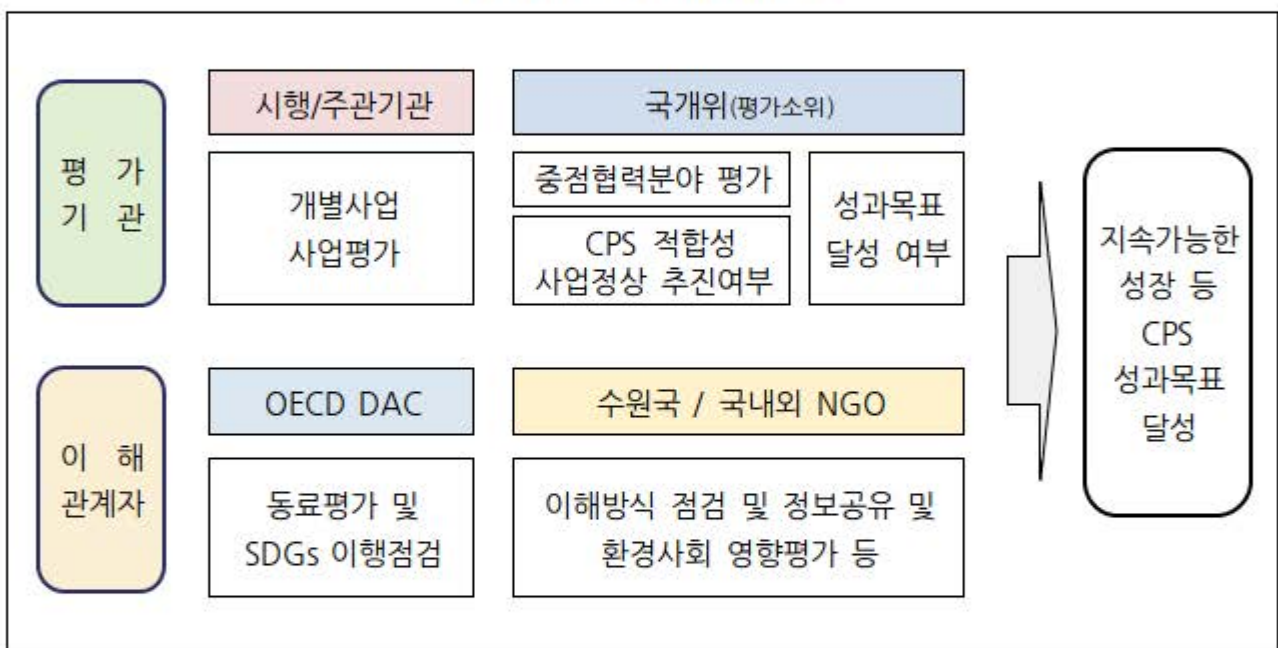 평 가
기 관
시행/주관기관
국개위(평가소위)
개별사업
사업평가
중점협력분야 평가
CPS 적합성
사업정상 추진여부
성과목표
달성 여부
이 해
관계자
OECD DAC
수원국 / 국내외 NGO
동료평가 및
SDGs 이행점검
이해방식 점검 및 정보공유 및
환경사회 영향평가 등
지속가능한
성장 등
CPS
성과목표
달성